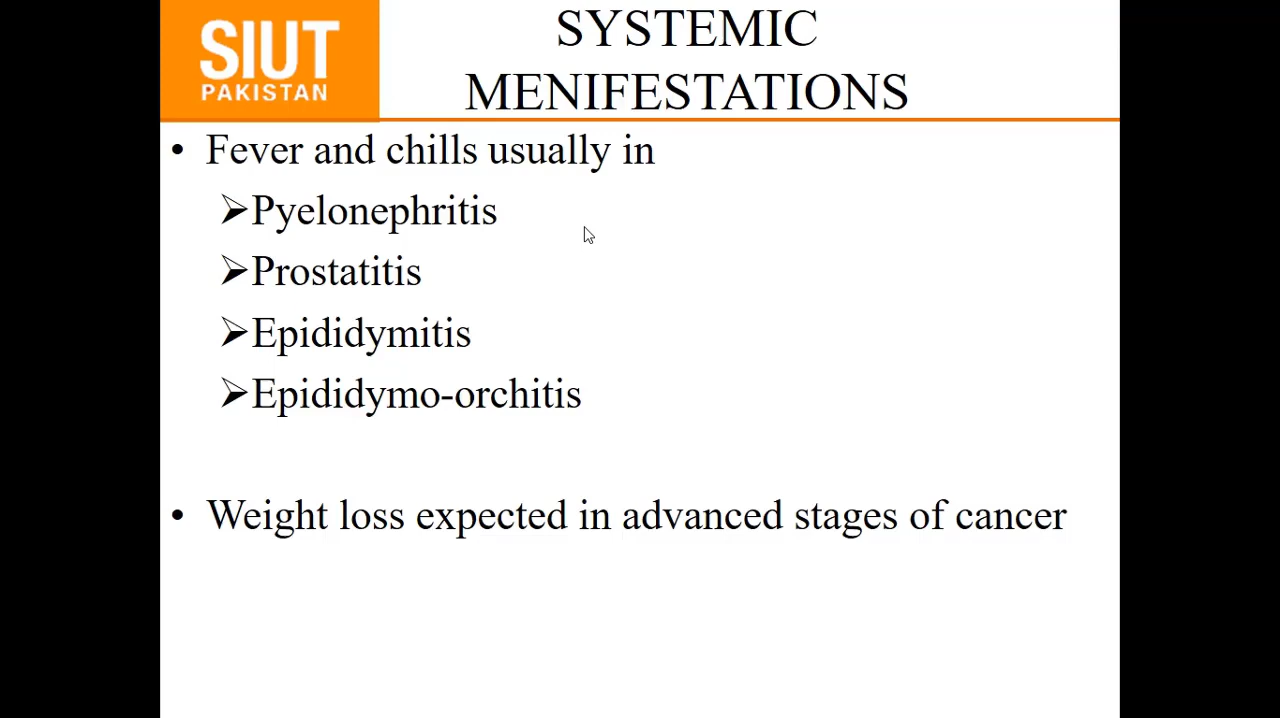 SIUT
PAKISTAN
SYSTEMIC
MENIFESTATIONS
• Fever and chills usually in
➢Pyelonephritis
➢Prostatitis
➢Epididymitis
➢Epididymo-orchitis
• Weight loss expected in advanced stages of cancer